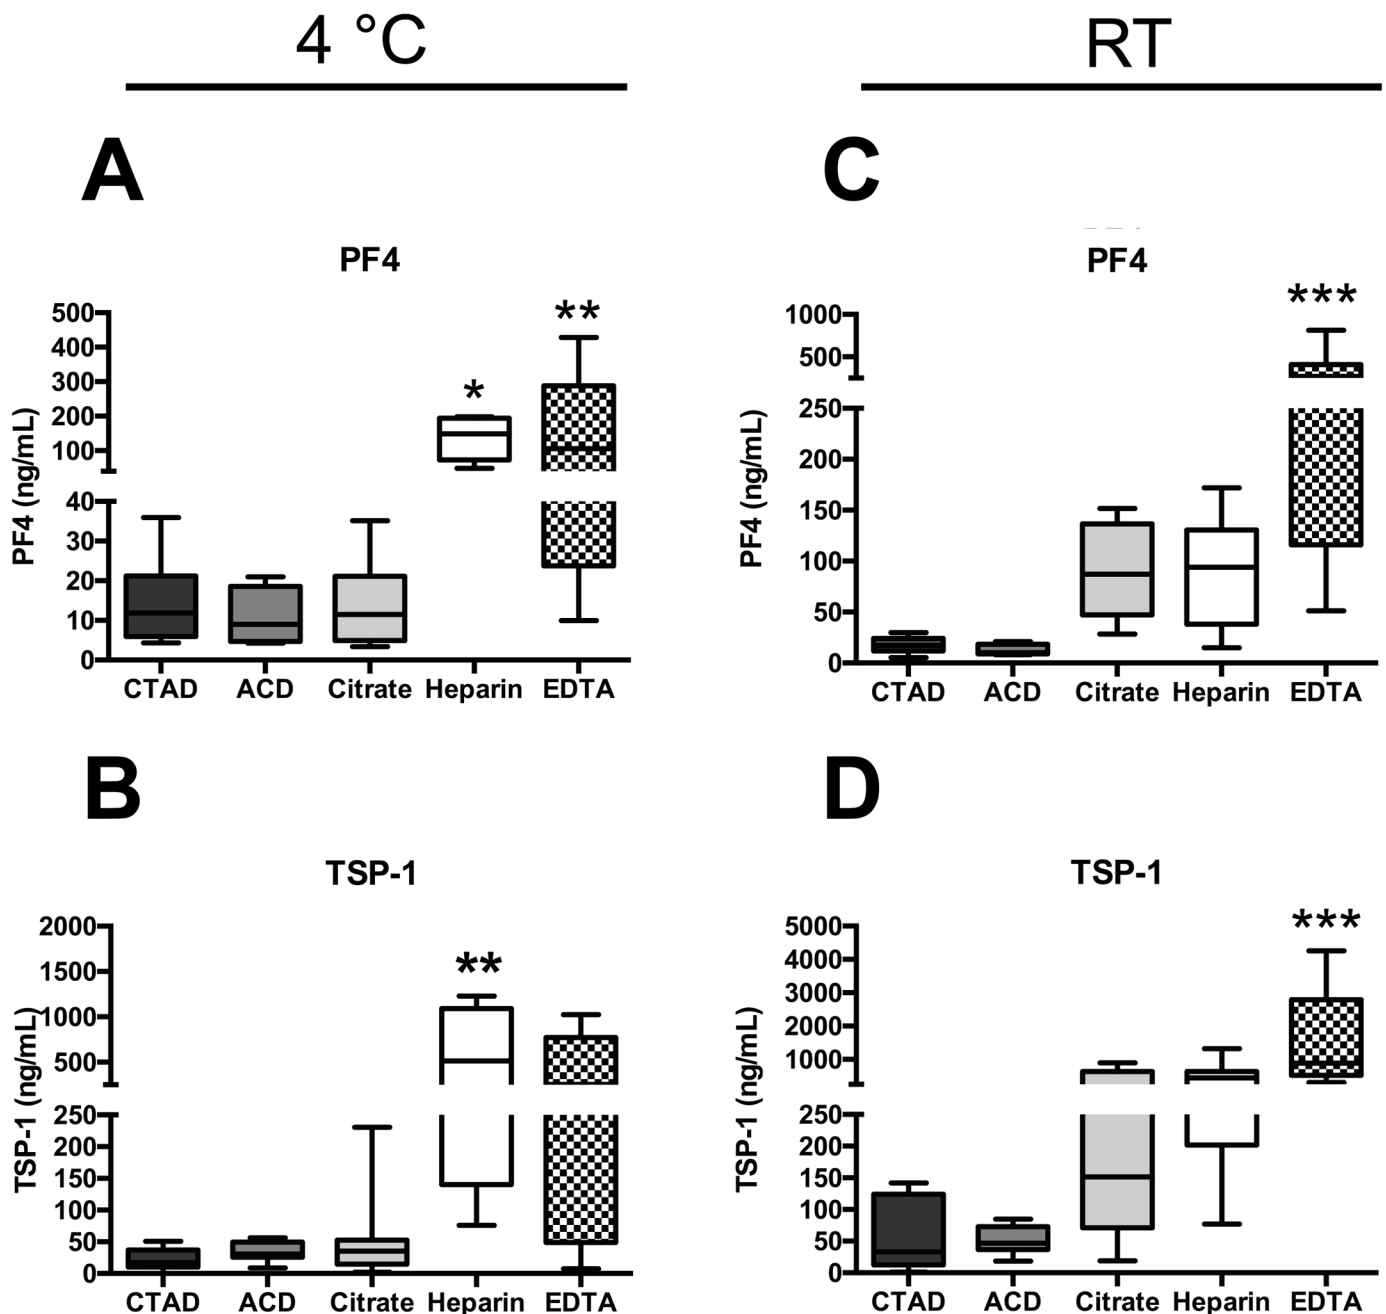 4 °C
RT
A
PF4
**
*
500
400
300
200
100
40
30
20
10
0
PF4 (ng/mL)
CTAD ACD Citrate Heparin EDTA
C
PF4
***
1000
500
250
200
150
100
50
0
PF4 (ng/mL)
CTAD ACD Citrate Heparin EDTA
B
TSP-1
**
2000
1500
1000
500
250
200
150
100
50
0
TSP-1 (ng/mL)
CTAD ACD Citrate Heparin EDTA
D
TSP-1
***
5000
4000
3000
2000
1000
250
200
150
100
50
0
TSP-1 (ng/mL)
CTAD ACD Citrate Heparin EDTA